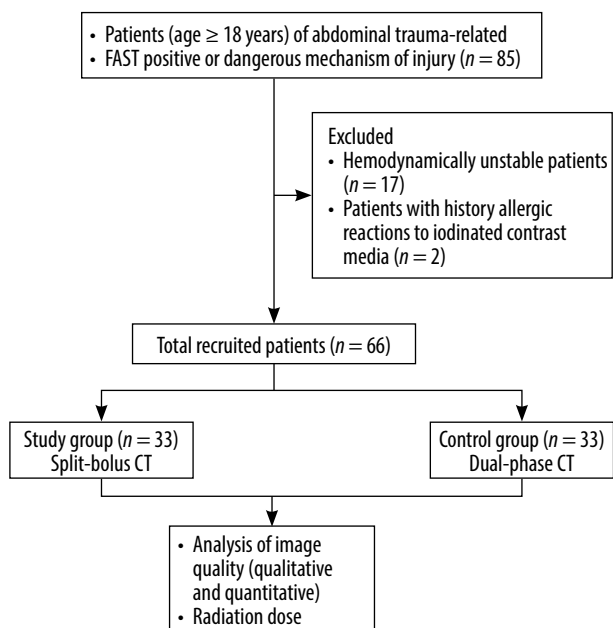 • Patients (age ≥ 18 years) of abdominal trauma-related
• FAST positive or dangerous mechanism of injury (n = 85)
Excluded
• Hemodynamically unstable patients
(n = 17)
• Patients with history allergic
reactions to iodinated contrast
media (n = 2)
Total recruited patients (n = 66)
Study group (n = 33)
Split-bolus CT
Control group (n = 33)
Dual-phase CT
• Analysis of image
quality (qualitative
and quantitative)
• Radiation dose